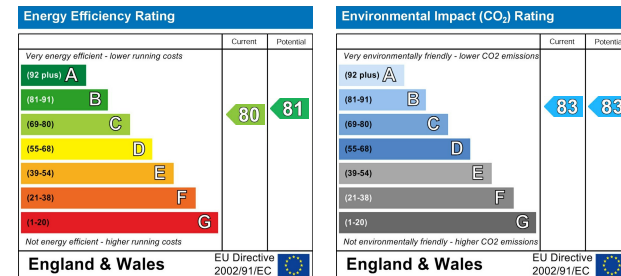 Energy Efficiency Rating
Current Potential
Very energy efficient - lower running costs
(92 plus) A
(81-91) B
(69-80) C
(55-68) D
(39-54) E
(21-38) F
(1-20) G
80 81
Not energy efficient - higher running costs
England & Wales
EU Directive
2002/91/EC
Environmental Impact (CO₂) Rating
Current Potential
Very environmentally friendly - lower CO2 emissions
(92 plus) A
(81-91) B
(69-80) C
(55-68) D
(39-54) E
(21-38) F
(1-20) G
83 83
Not environmentally friendly - higher CO2 emissions
England & Wales
EU Directive
2002/91/EC